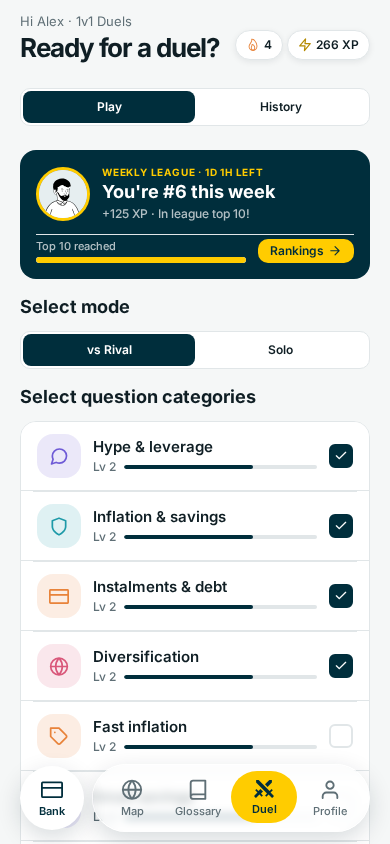 Hi Alex · 1v1 Duels
Ready for a duel?
4
266 XP
Play
History
WEEKLY LEAGUE · 1D 1H LEFT
You're #6 this week
+125 XP · In league top 10!
Top 10 reached
Rankings
Select mode
vs Rival
Solo
Select question categories
Hype & leverage
Lv 2
Inflation & savings
Lv 2
Instalments & debt
Lv 2
Diversification
Lv 2
Fast inflation
Lv 2
Bank
Map
Glossary
Duel
Profile